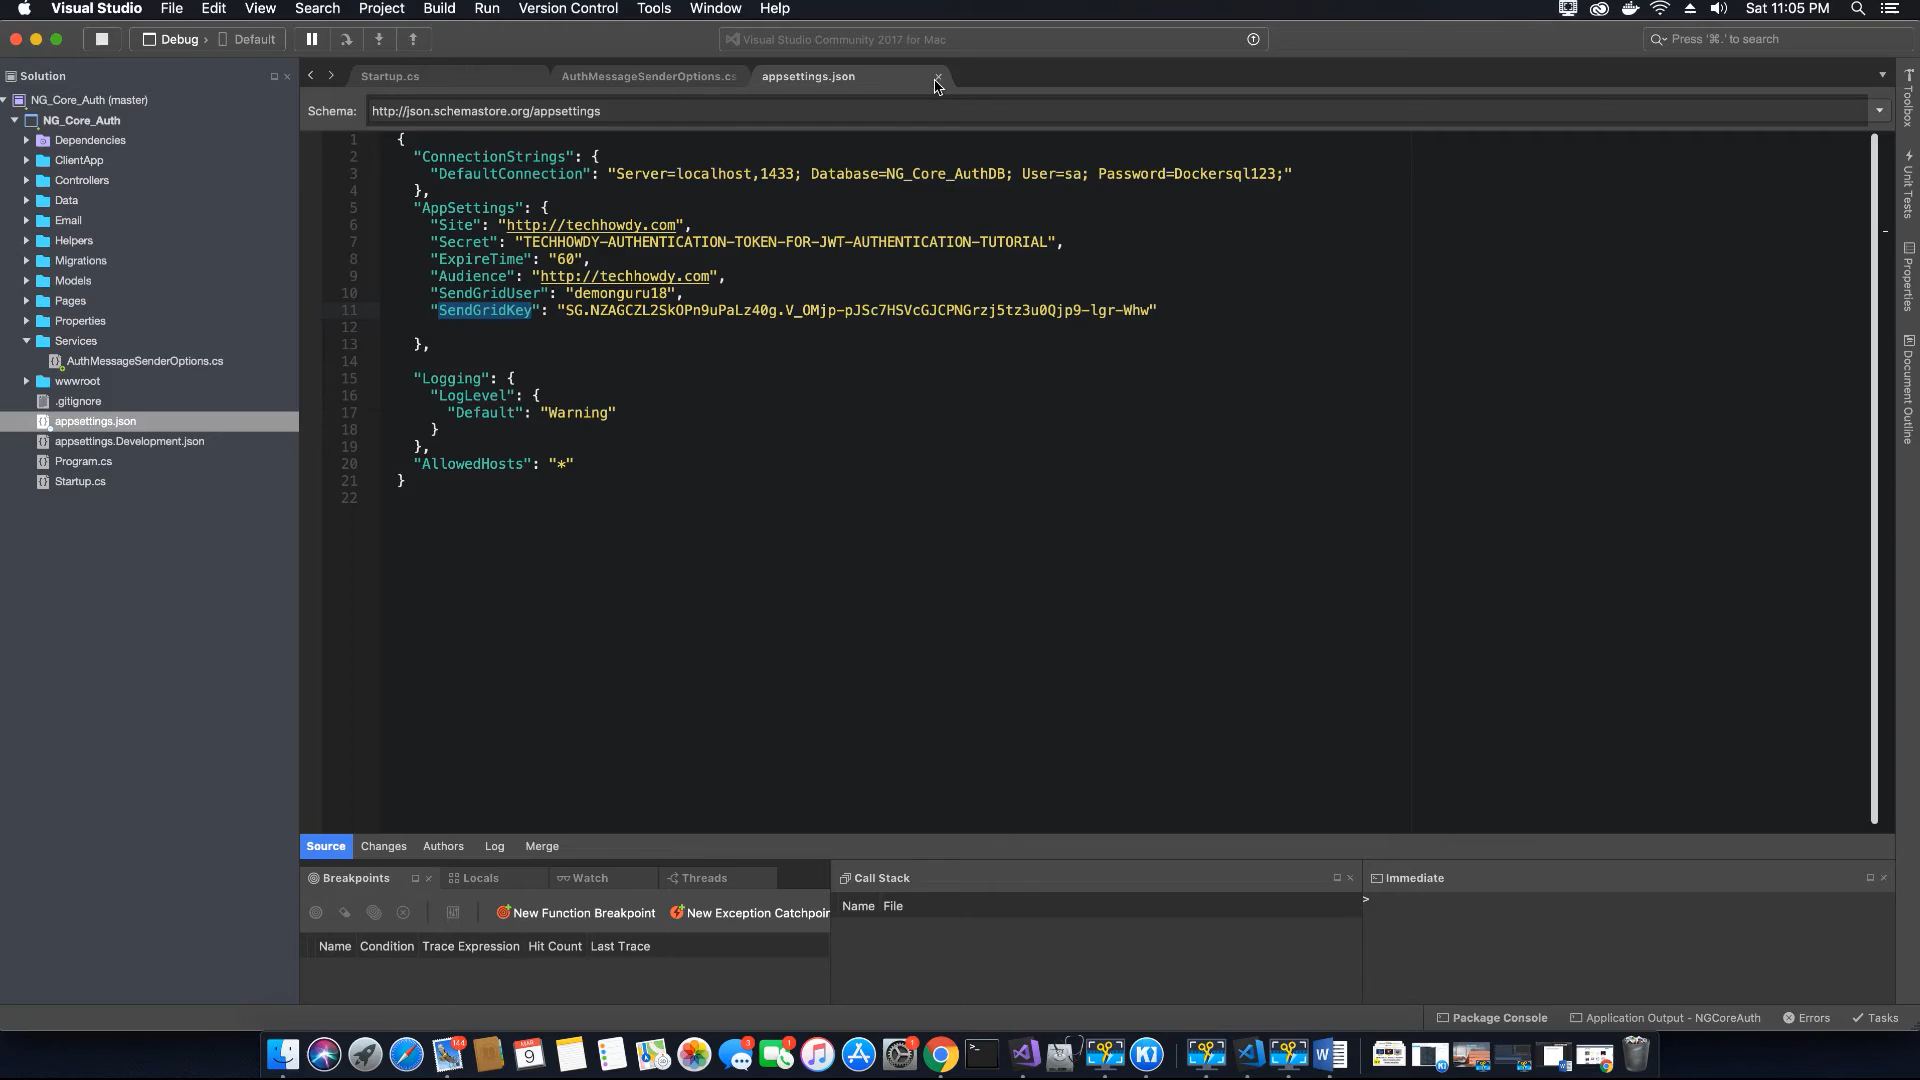 Visual Studio File Edit View Search Project Build Run Version Control Tools Window Help Sat 11:05 PM
Debug › Default Visual Studio Community 2017 for Mac Press '⌘.' to search
Solution
NG_Core_Auth (master)
NG_Core_Auth
Dependencies
ClientApp
Controllers
Data
Email
Helpers
Migrations
Models
Pages
Properties
Services
AuthMessageSenderOptions.cs
wwwroot
.gitignore
appsettings.json
appsettings.Development.json
Program.cs
Startup.cs
Startup.cs AuthMessageSenderOptions.cs appsettings.json
Schema: http://json.schemastore.org/appsettings
1 {
2 "ConnectionStrings": {
3 "DefaultConnection": "Server=localhost,1433; Database=NG_Core_AuthDB; User=sa; Password=Dockersql123;"
4 },
5 "AppSettings": {
6 "Site": "http://techhowdy.com",
7 "Secret": "TECHHOWDY-AUTHENTICATION-TOKEN-FOR-JWT-AUTHENTICATION-TUTORIAL",
8 "ExpireTime": "60",
9 "Audience": "http://techhowdy.com",
10 "SendGridUser": "demonguru18",
11 "SendGridKey": "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"
12
13 },
14
15 "Logging": {
16 "LogLevel": {
17 "Default": "Warning"
18 }
19 },
20 "AllowedHosts": "*"
21 }
22
Toolbox
Unit Tests
Properties
Document Outline
Source Changes Authors Log Merge
Breakpoints Locals Watch Threads
New Function Breakpoint New Exception Catchpoin
Name Condition Trace Expression Hit Count Last Trace
Call Stack
Name File
Immediate
>
Package Console Application Output - NGCoreAuth Errors Tasks
144
MAR
9
3
1
1
KI
KI